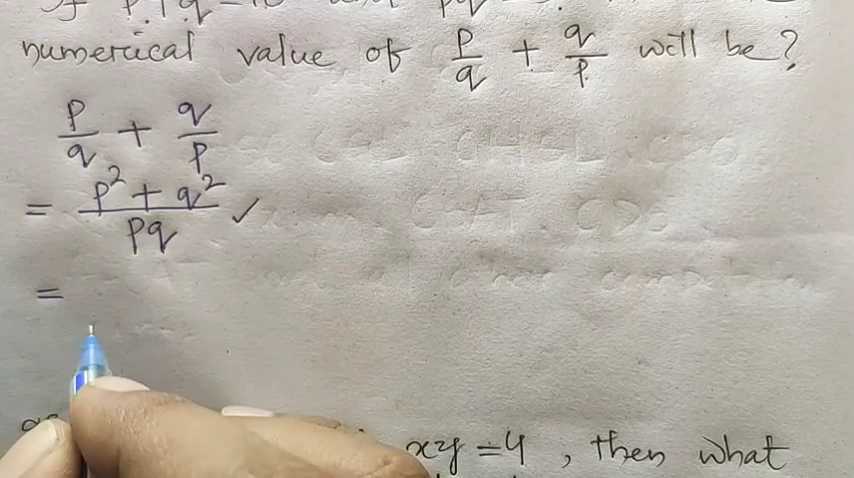 numerical value of p/q + q/p will be?
p/q + q/p
= p² + q² / pq ✓
=
xy = 4, then what